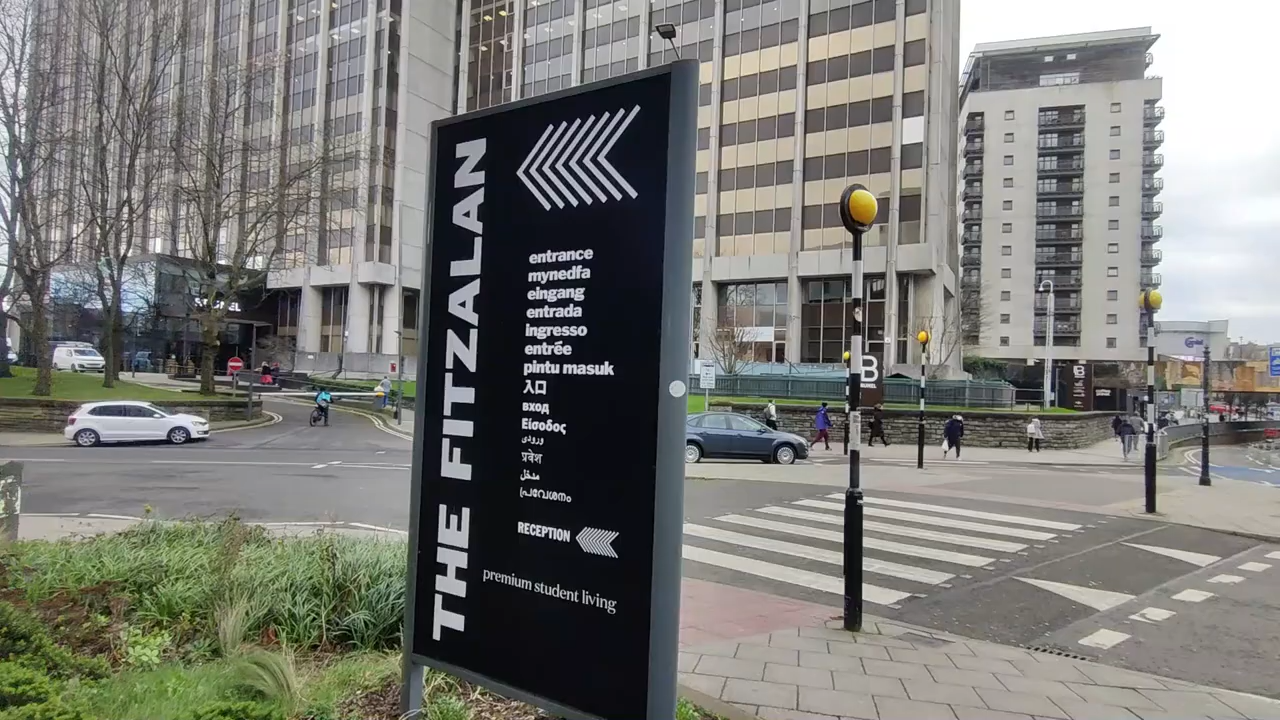 THE FITZALAN
entrance
mynedfa
eingang
entrada
ingresso
entrée
pintu masuk
入口
вход
Είσοδος
ورودی
प्रवेश
مدخل
പ്രവേശനം
RECEPTION
premium student living
B